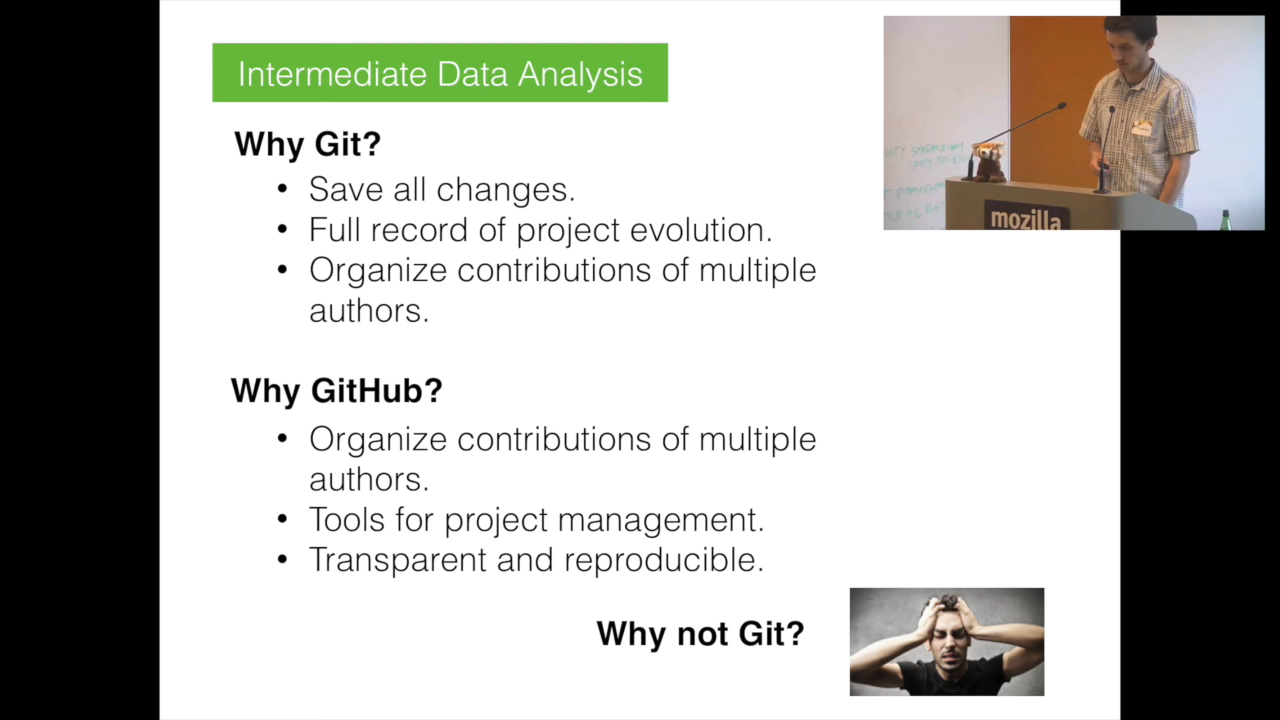 Intermediate Data Analysis
Why Git?
• Save all changes.
• Full record of project evolution.
• Organize contributions of multiple
authors.
Why GitHub?
• Organize contributions of multiple
authors.
• Tools for project management.
• Transparent and reproducible.
Why not Git?
mozilla